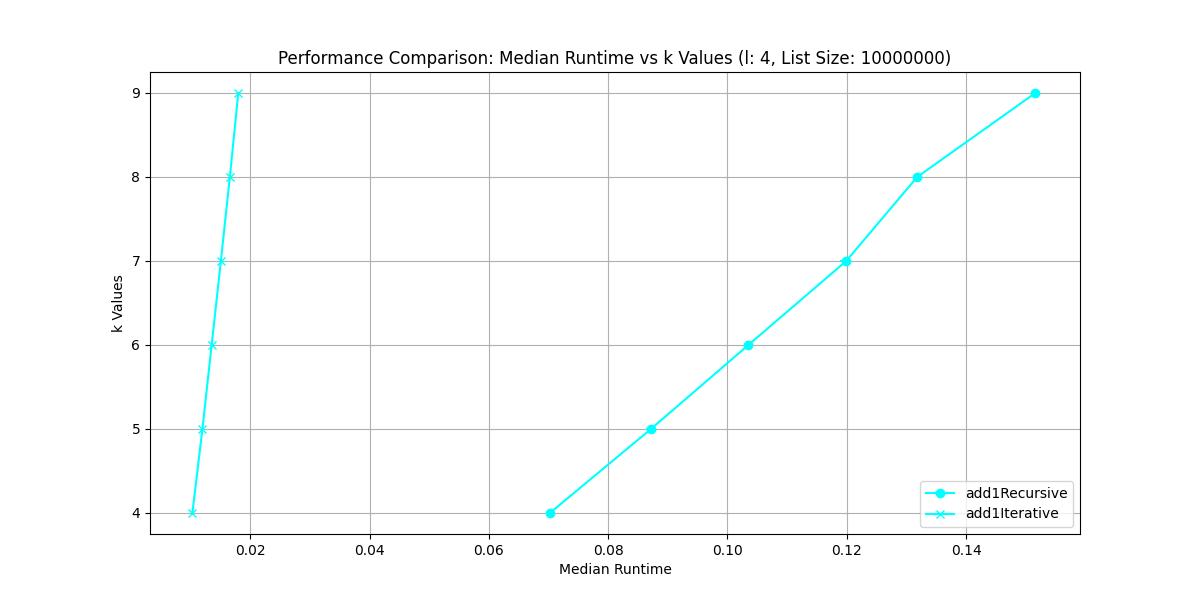 Performance Comparison: Median Runtime vs k Values (l: 4, List Size: 10000000)
k Values
9
8
7
6
5
4
add1Recursive
add1Iterative
0.02 0.04 0.06 0.08 0.10 0.12 0.14
Median Runtime